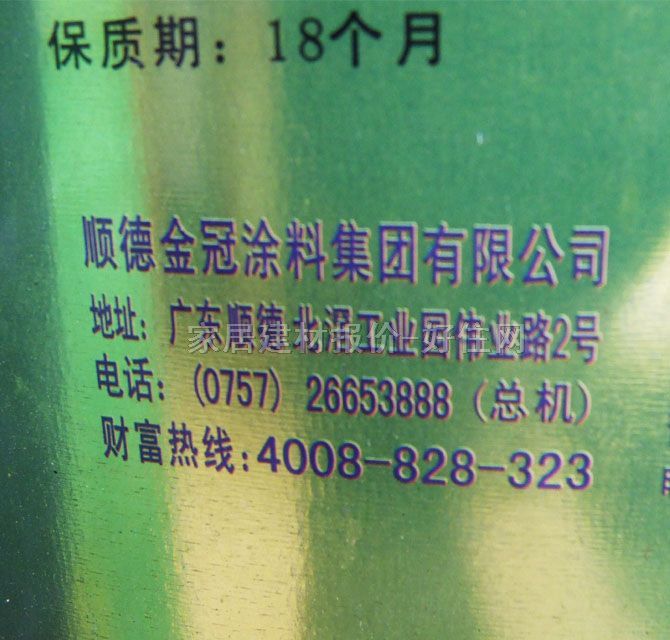 保质期：18个月
顺德金冠涂料集团有限公司
地址：广东顺德北滘工业园伟业路2号
家居建材报价-好住网
电话：(0757) 26653888（总机）
财富热线：4008-828-323